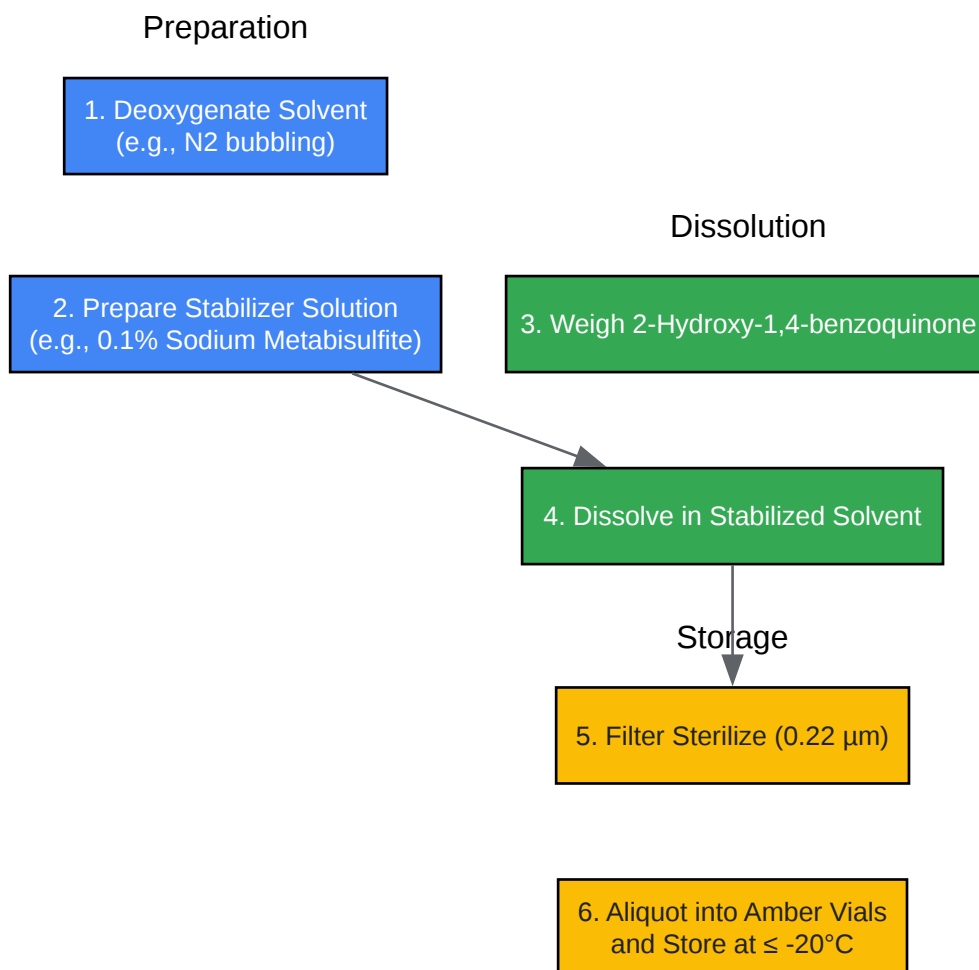 Preparation
1. Deoxygenate Solvent
(e.g., N2 bubbling)
2. Prepare Stabilizer Solution
(e.g., 0.1% Sodium Metabisulfite)
Dissolution
3. Weigh 2-Hydroxy-1,4-benzoquinone
4. Dissolve in Stabilized Solvent
Storage
5. Filter Sterilize (0.22 µm)
6. Aliquot into Amber Vials
and Store at ≤ -20°C